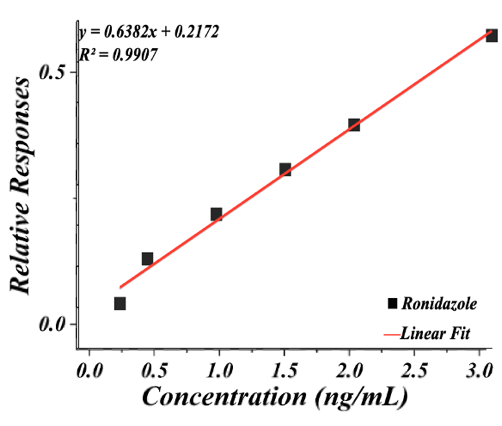 y = 0.6382x + 0.2172
R² = 0.9907
0.5
0.0
Relative Responses
Ronidazole
Linear Fit
0.0 0.5 1.0 1.5 2.0 2.5 3.0
Concentration (ng/mL)